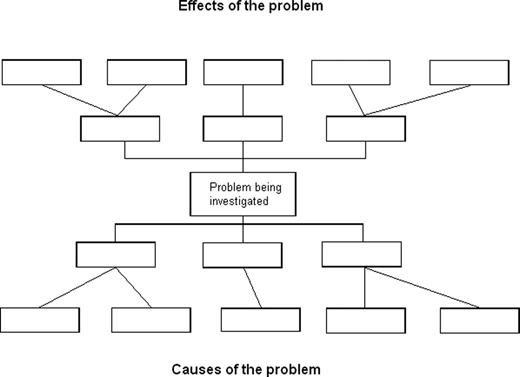 Effects of the problem
Problem being
investigated
Causes of the problem